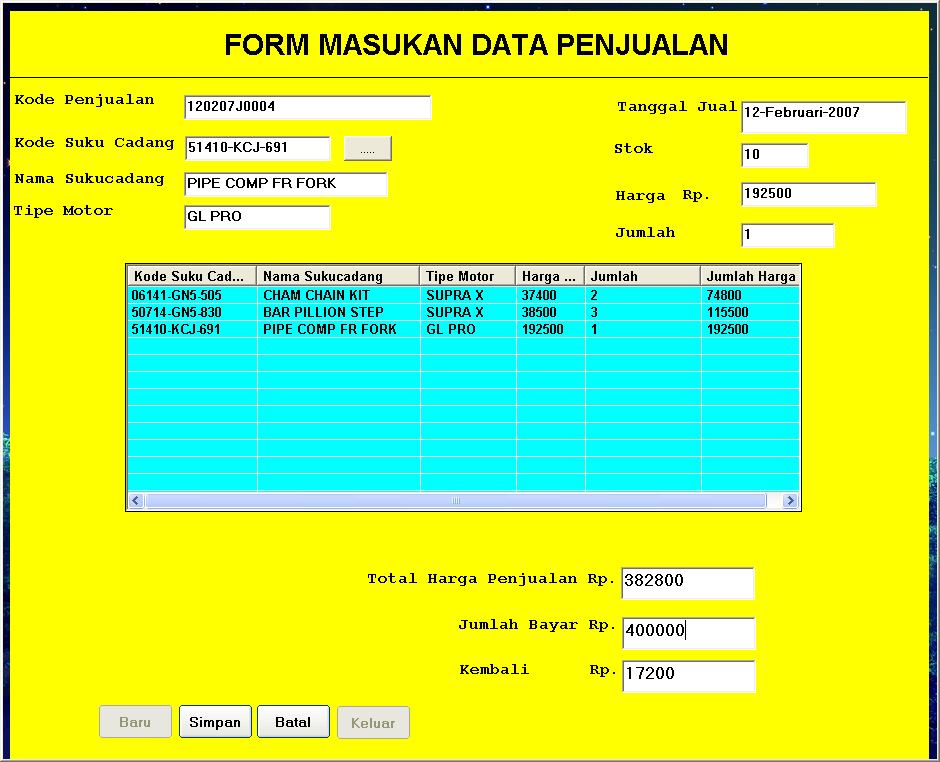 FORM MASUKAN DATA PENJUALAN
Kode Penjualan 120207J0004 Tanggal Jual 12-Februari-2007
Kode Suku Cadang 51410-KCJ-691 ..... Stok 10
Nama Sukucadang PIPE COMP FR FORK Harga Rp. 192500
Tipe Motor GL PRO Jumlah 1
Kode Suku Cad... Nama Sukucadang Tipe Motor Harga ... Jumlah Jumlah Harga
06141-GN5-505 CHAM CHAIN KIT SUPRA X 37400 2 74800
50714-GN5-830 BAR PILLION STEP SUPRA X 38500 3 115500
51410-KCJ-691 PIPE COMP FR FORK GL PRO 192500 1 192500
Total Harga Penjualan Rp. 382800
Jumlah Bayar Rp. 400000
Kembali Rp. 17200
Baru Simpan Batal Keluar